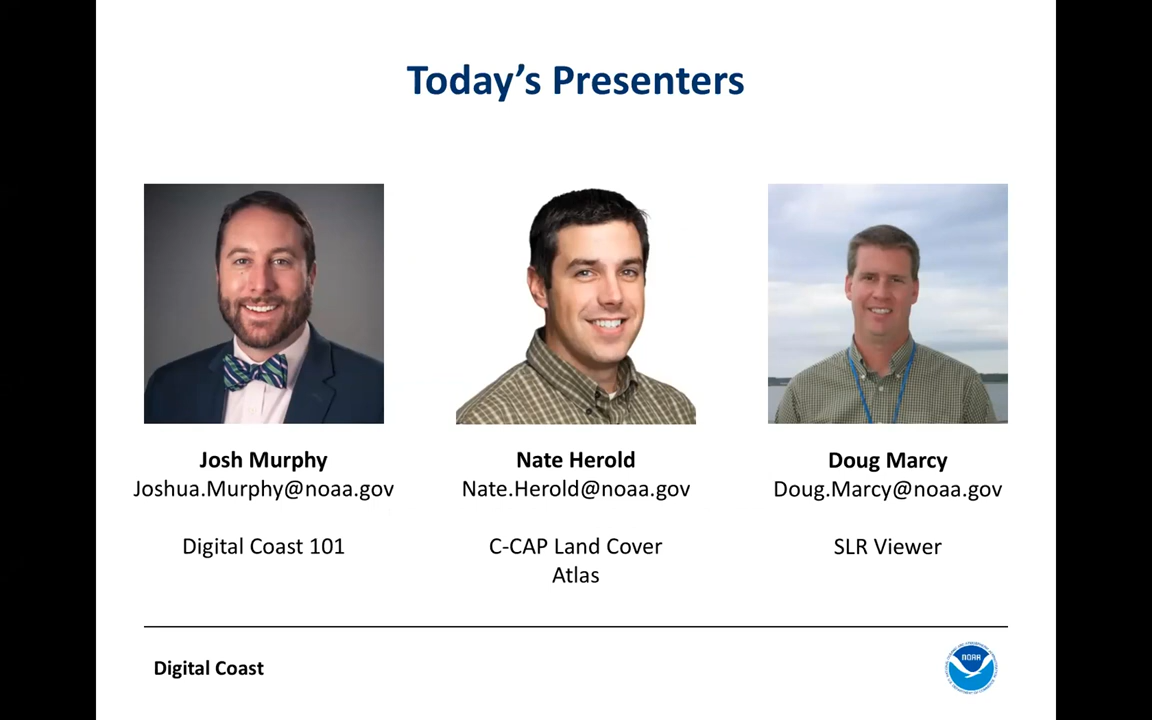 Today's Presenters
Josh Murphy
Joshua.Murphy@noaa.gov
Digital Coast 101
Nate Herold
Nate.Herold@noaa.gov
C-CAP Land Cover
Atlas
Doug Marcy
Doug.Marcy@noaa.gov
SLR Viewer
Digital Coast
NOAA